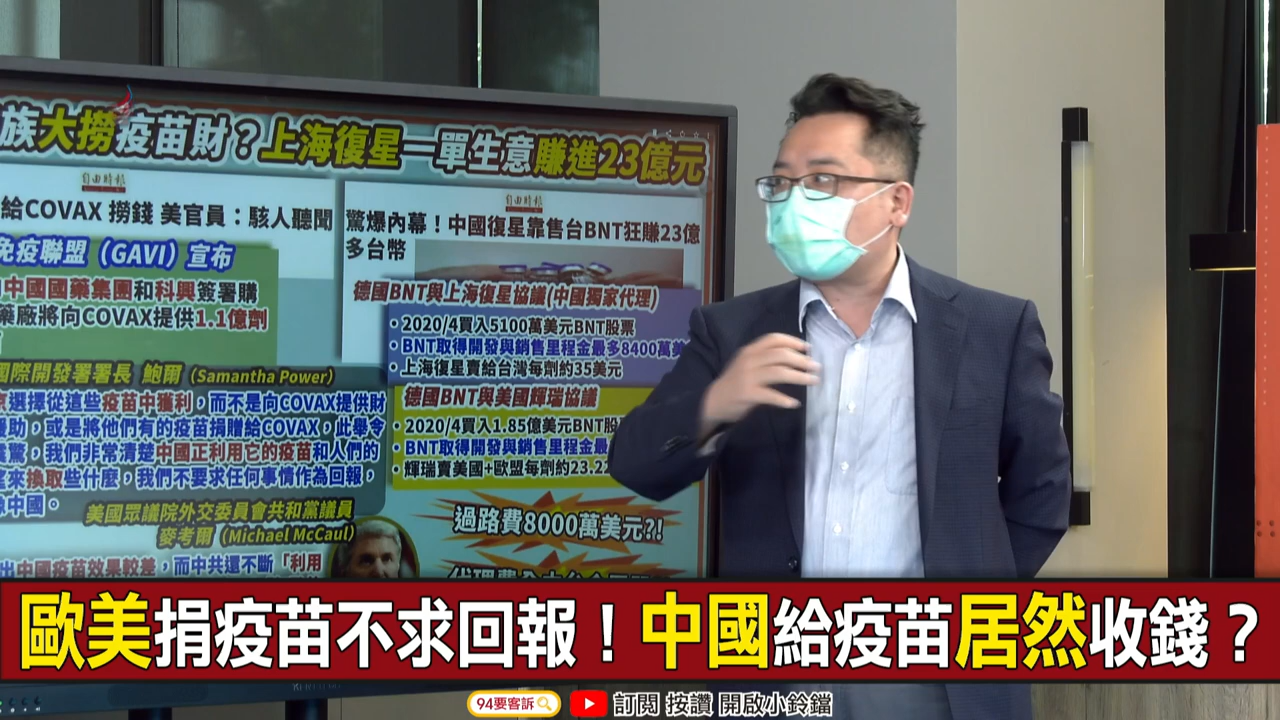 族大撈疫苗財？上海復星一單生意賺進23億元
自由時報
給COVAX 撈錢 美官員：駭人聽聞
免疫聯盟（GAVI）宣布
中國國藥集團和科興簽署購
藥廠將向COVAX提供1.1億劑
國際開發署署長 鮑爾（Samantha Power）
選擇從這些疫苗中獲利，而不是向COVAX提供財
援助，或是將他們有的疫苗捐贈給COVAX，此舉令
震驚，我們非常清楚中國正利用它的疫苗和人們的
來換取些什麼，我們不要求任何事情作為回報，
中國。
美國眾議院外交委員會共和黨議員
麥考爾（Michael McCaul）
出中國疫苗效果較差，而中共還不斷「利用
自由時報
驚爆內幕！中國復星靠售台BNT狂賺23億
多台幣
德國BNT與上海復星協議(中國獨家代理)
・2020/4買入5100萬美元BNT股票
・BNT取得開發與銷售里程金最多8400萬美
・上海復星賣給台灣每劑約35美元
德國BNT與美國輝瑞協議
・2020/4買入1.85億美元BNT股
・BNT取得開發與銷售里程金最
・輝瑞賣美國+歐盟每劑約23.22
過路費8000萬美元?!
歐美捐疫苗不求回報！中國給疫苗居然收錢？
94要客訴
訂閱 按讚 開啟小鈴鐺